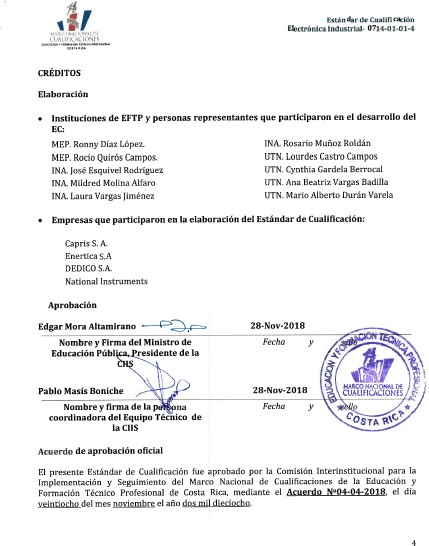 MARCO NACIONAL DE
CUALIFICACIONES
EDUCACIÓN Y FORMACIÓN TÉCNICA PROFESIONAL
COSTA RICA
Estándar de Cualificación
Electrónica Industrial- 0714-01-01-4
CRÉDITOS
Elaboración
• Instituciones de EFTP y personas representantes que participaron en el desarrollo del
EC:
MEP. Ronny Díaz López.
MEP. Rocío Quirós Campos.
INA. José Esquivel Rodríguez
INA. Mildred Molina Alfaro
INA. Laura Vargas Jiménez
INA. Rosario Muñoz Roldán
UTN. Lourdes Castro Campos
UTN. Cynthia Gardela Berrocal
UTN. Ana Beatriz Vargas Badilla
UTN. Mario Alberto Durán Varela
• Empresas que participaron en la elaboración del Estándar de Cualificación:
Capris S. A.
Enertica S,A
DEDICO S.A.
National Instruments
Aprobación
Edgar Mora Altamirano
28-Nov-2018
Nombre y Firma del Ministro de
Educación Pública, Presidente de la
CIIS
Fecha y sello
Pablo Masís Boniche
28-Nov-2018
Nombre y firma de la persona
coordinadora del Equipo Técnico de
la CIIS
Fecha y sello
EDUCACIÓN Y FORMACIÓN TÉCNICA PROFESIONAL
MARCO NACIONAL DE
CUALIFICACIONES
COSTA RICA
Acuerdo de aprobación oficial
El presente Estándar de Cualificación fue aprobado por la Comisión Interinstitucional para la
Implementación y Seguimiento del Marco Nacional de Cualificaciones de la Educación y
Formación Técnico Profesional de Costa Rica, mediante el Acuerdo Nº04-04-2018, el día
veintiocho del mes noviembre el año dos mil dieciocho.
4